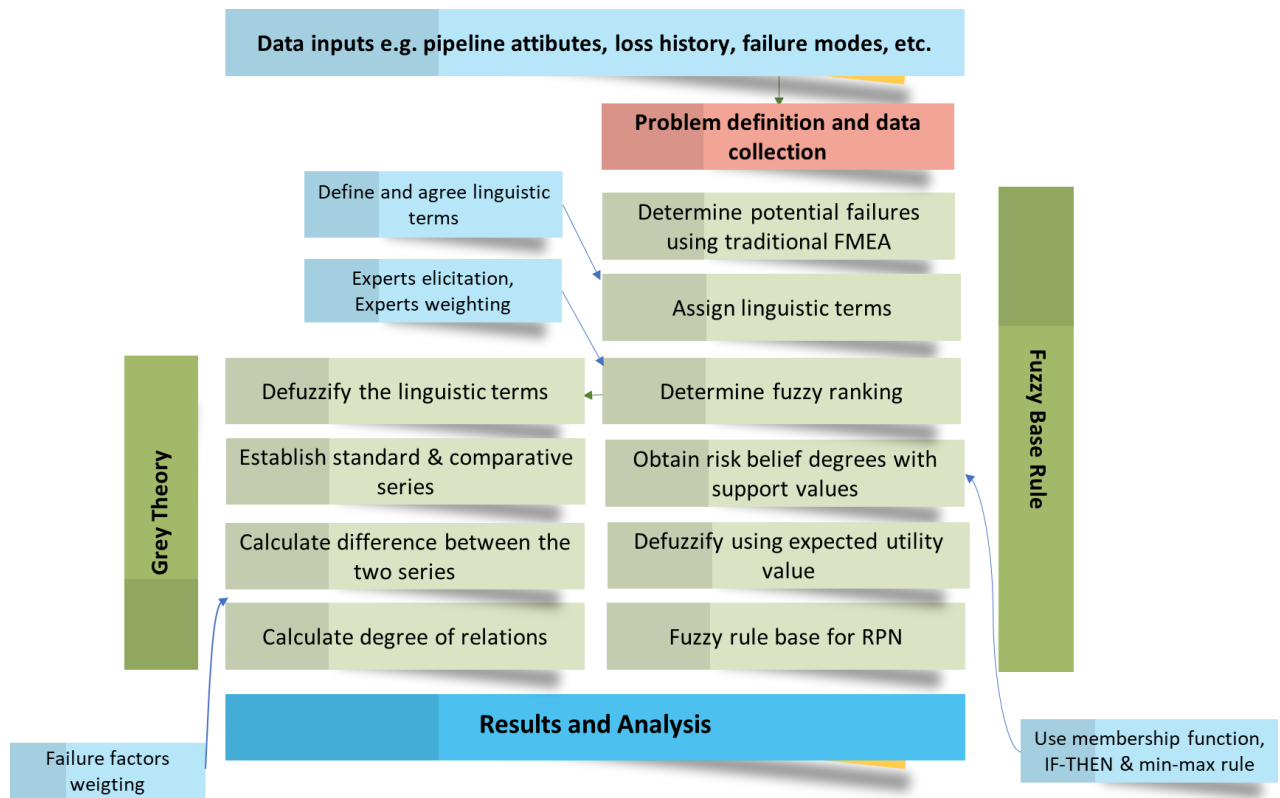 Data inputs e.g. pipeline attibutes, loss history, failure modes, etc.
Problem definition and data
collection
Define and agree linguistic
terms
Determine potential failures
using traditional FMEA
Experts elicitation,
Experts weighting
Assign linguistic terms
Defuzzify the linguistic terms
Determine fuzzy ranking
Establish standard & comparative
series
Obtain risk belief degrees with
support values
Calculate difference between the
two series
Defuzzify using expected utility
value
Calculate degree of relations
Fuzzy rule base for RPN
Grey Theory
Fuzzy Base Rule
Results and Analysis
Failure factors
weigting
Use membership function,
IF-THEN & min-max rule